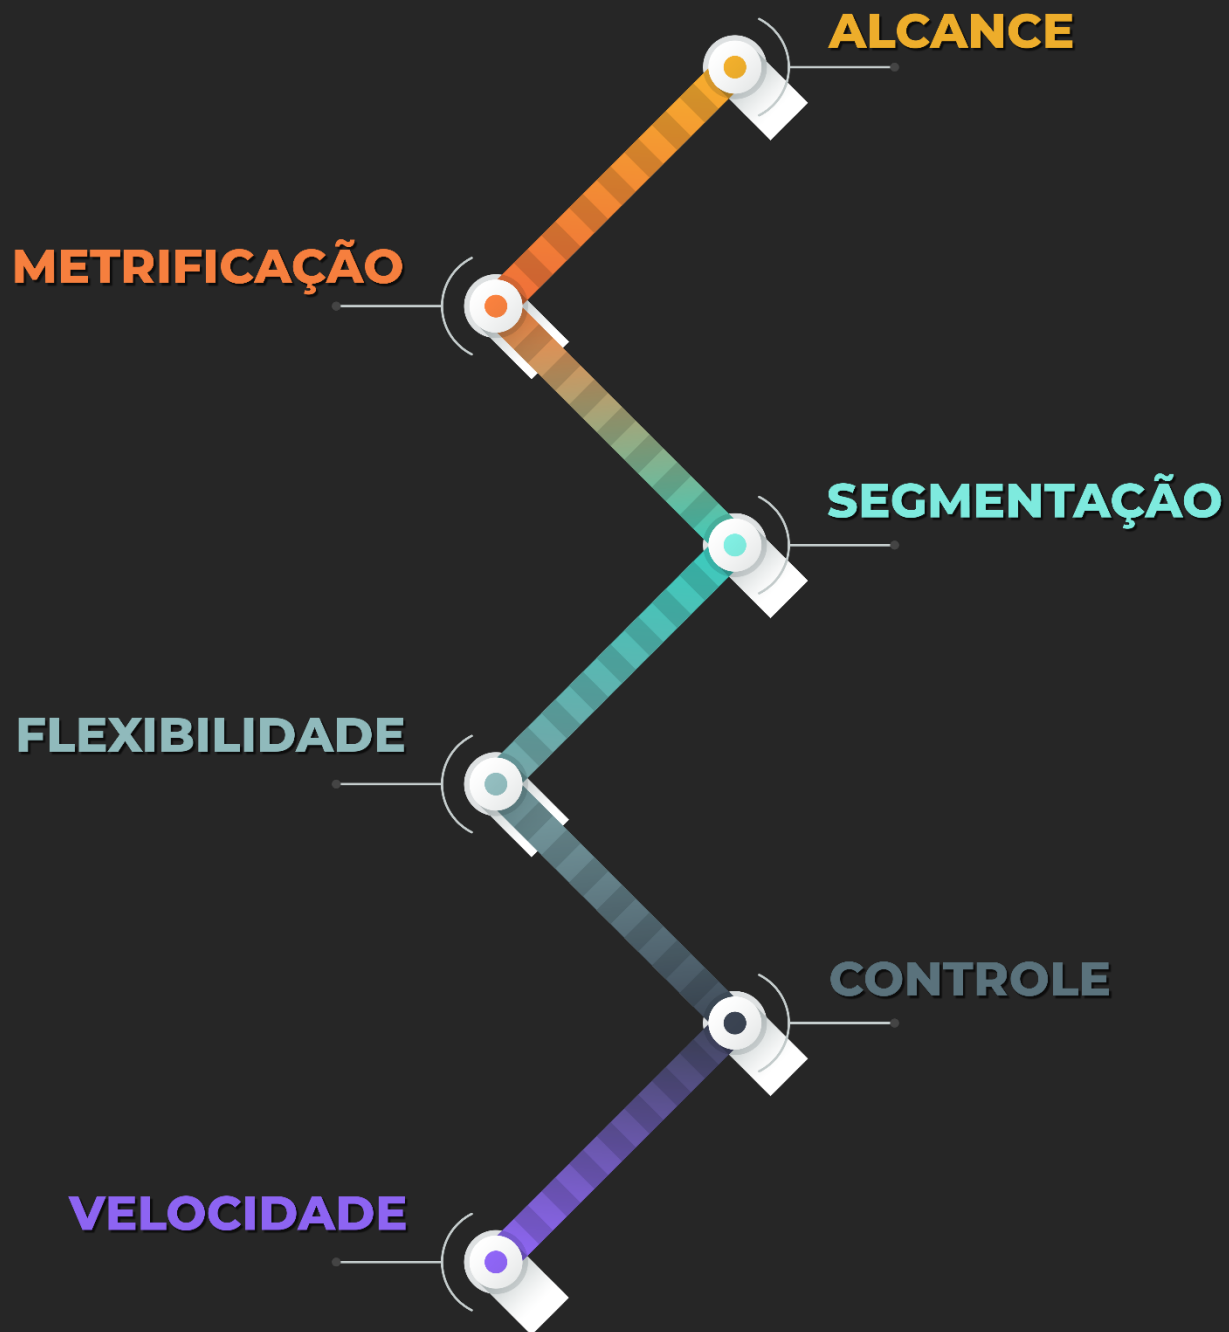 ALCANCE
METRIFICAÇÃO
SEGMENTAÇÃO
FLEXIBILIDADE
CONTROLE
VELOCIDADE